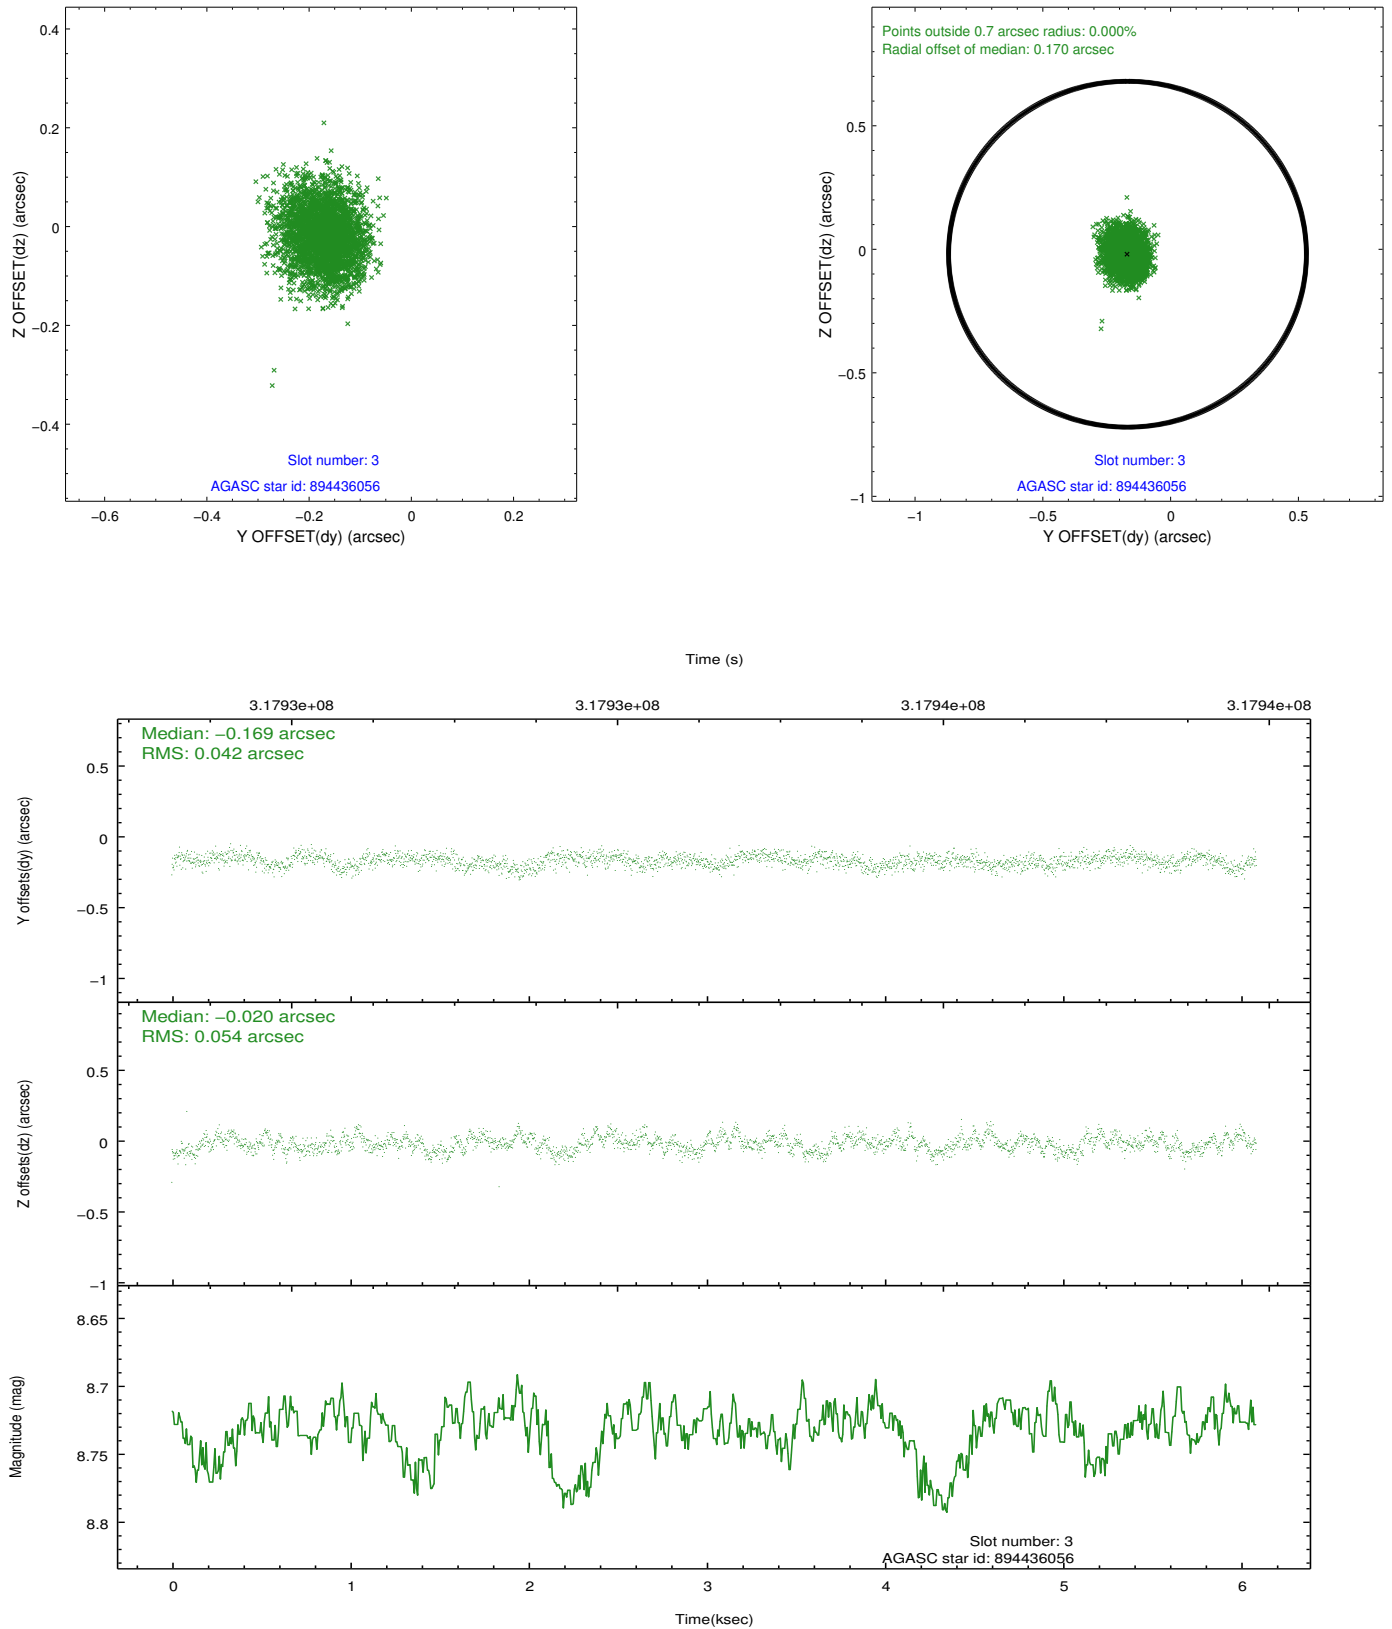 0.4
0.2
0
−0.2
−0.4
Z OFFSET(dz) (arcsec)
Slot number: 3
AGASC star id: 894436056
−0.6
−0.4
−0.2
0
0.2
Y OFFSET(dy) (arcsec)
Points outside 0.7 arcsec radius: 0.000%
Radial offset of median: 0.170 arcsec
0.5
0
−0.5
−1
Z OFFSET(dz) (arcsec)
Slot number: 3
AGASC star id: 894436056
−1
−0.5
0
0.5
Y OFFSET(dy) (arcsec)
Time (s)
3.1793e+08
3.1793e+08
3.1794e+08
3.1794e+08
Median: −0.169 arcsec
RMS: 0.042 arcsec
0.5
0
−0.5
−1
Y offsets(dy) (arcsec)
Median: −0.020 arcsec
RMS: 0.054 arcsec
0.5
0
−0.5
−1
Z offsets(dz) (arcsec)
8.65
8.7
8.75
8.8
Magnitude (mag)
Slot number: 3
AGASC star id: 894436056
0
1
2
3
4
5
6
Time(ksec)